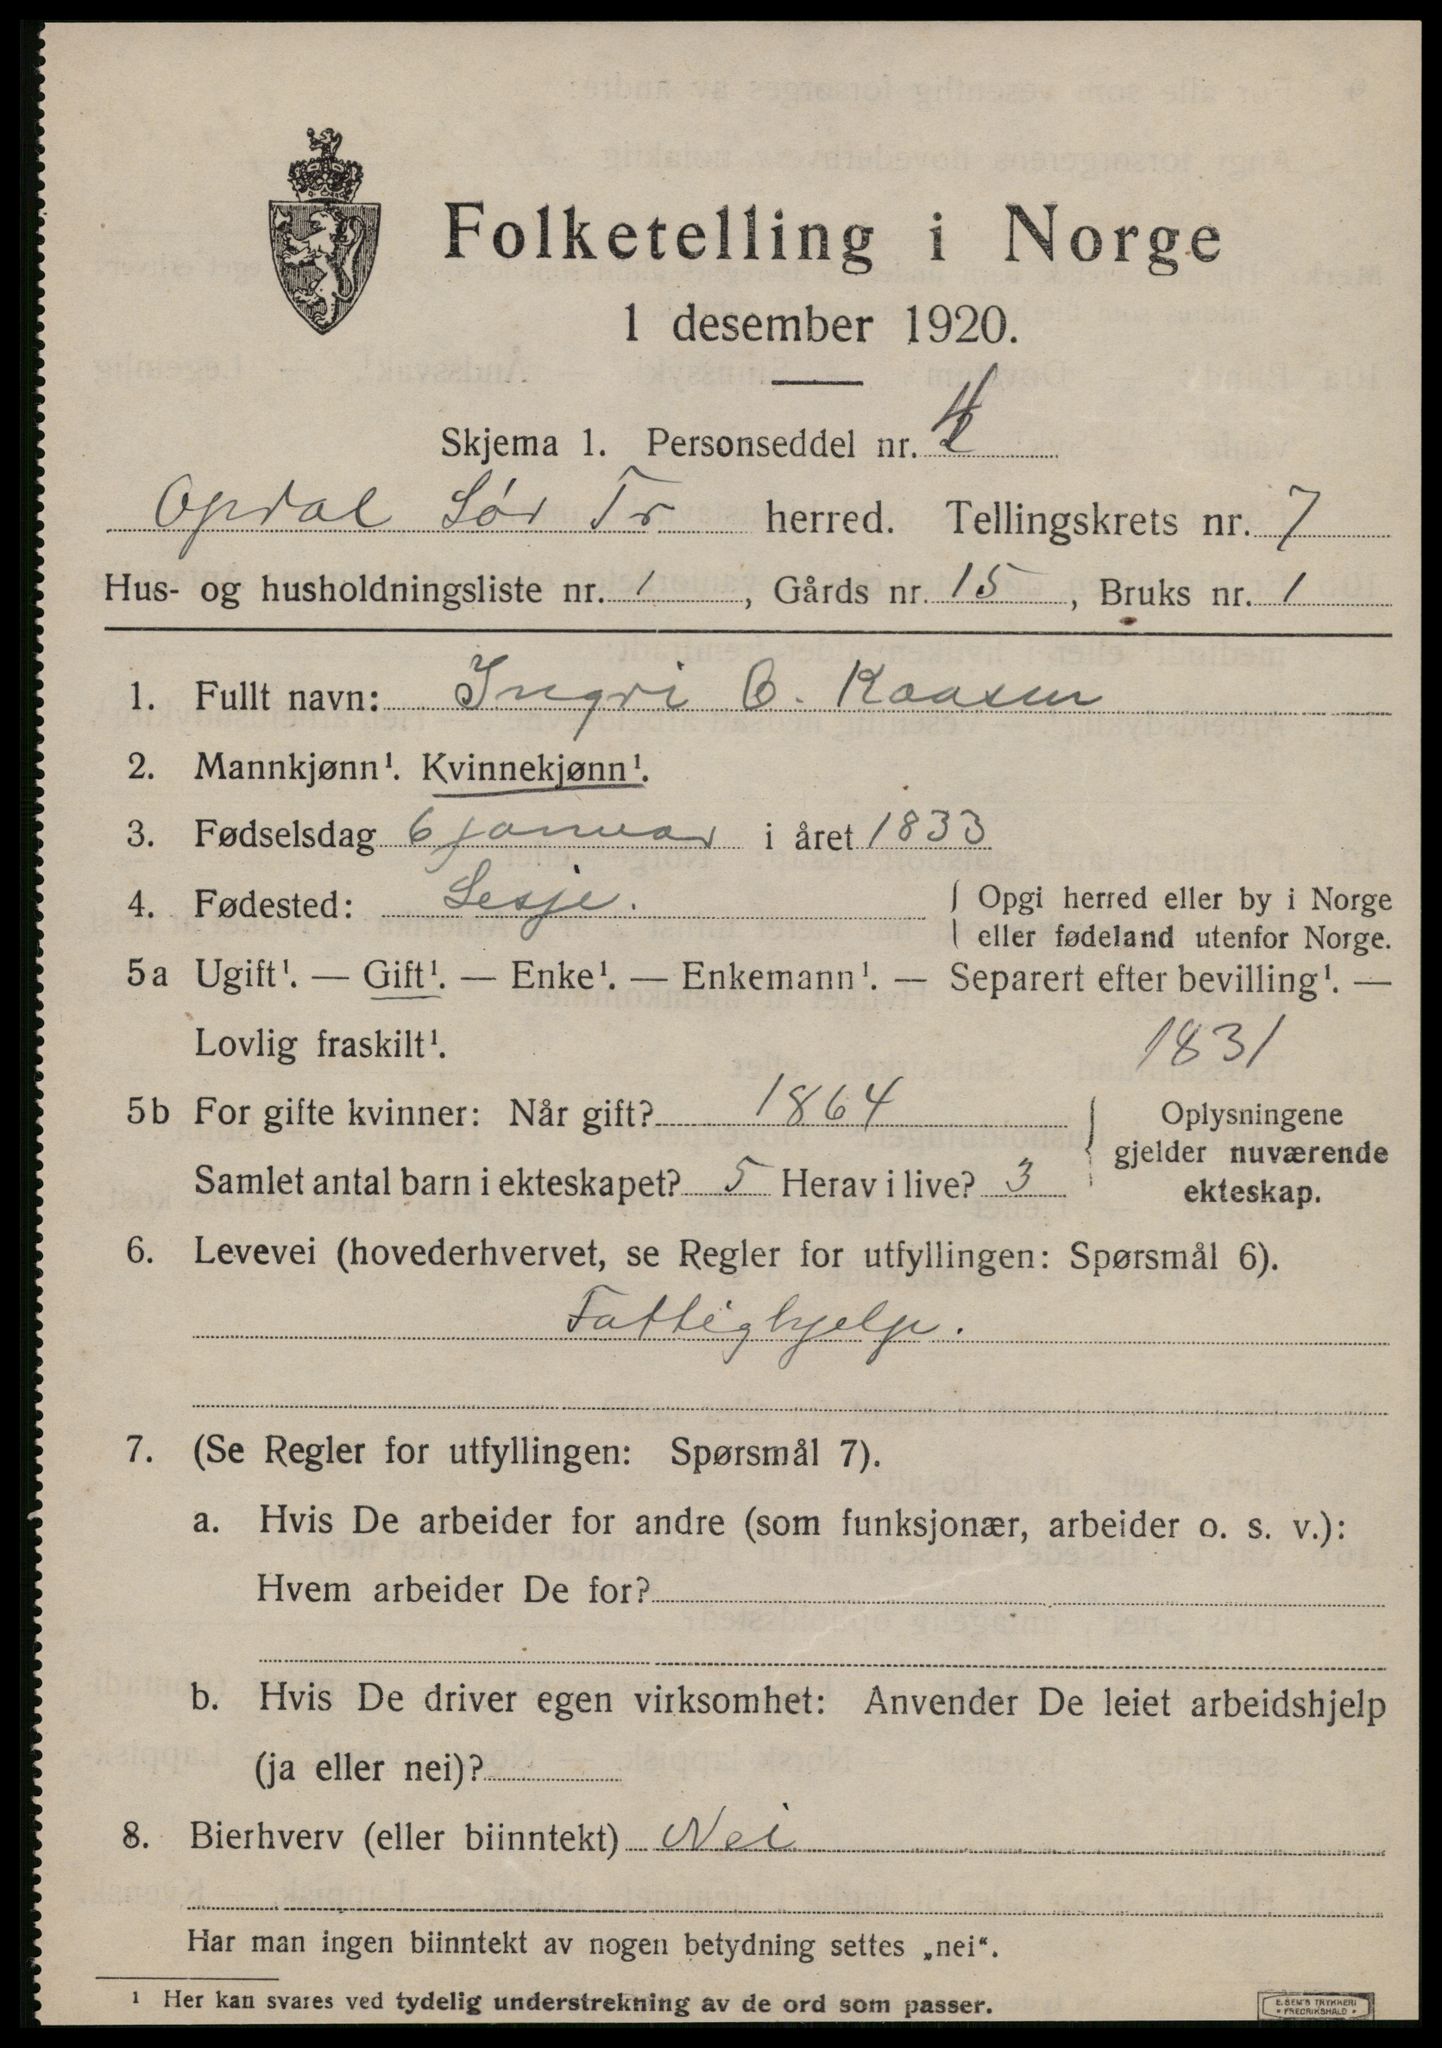 Folketelling i Norge
1 desember 1920.
Skjema 1. Personseddel nr. 4
Opdal Sør Tr herred. Tellingskrets nr. 7
Hus- og husholdningsliste nr. 1, Gårds nr. 15, Bruks nr. 1
1. Fullt navn: Ingri O. Kaasen
2. Mannkjønn¹. Kvinnekjønn¹.
3. Fødselsdag 6 januar i året 1833
4. Fødested: Lesje. Opgi herred eller by i Norge
eller fødeland utenfor Norge.
5a Ugift¹. — Gift¹. — Enke¹. — Enkemann¹. — Separert efter bevilling¹. —
Lovlig fraskilt¹. 1831
5b For gifte kvinner: Når gift? 1864 Oplysningene
gjelder nuværende
Samlet antal barn i ekteskapet? 5 Herav i live? 3 ekteskap.
6. Levevei (hovederhvervet, se Regler for utfyllingen: Spørsmål 6).
Fattighjelp.
7. (Se Regler for utfyllingen: Spørsmål 7).
a. Hvis De arbeider for andre (som funksjonær, arbeider o. s. v.):
Hvem arbeider De for?
b. Hvis De driver egen virksomhet: Anvender De leiet arbeidshjelp
(ja eller nei)?
8. Bierhverv (eller biinntekt) Nei
Har man ingen biinntekt av nogen betydning settes „nei“.
¹ Her kan svares ved tydelig understrekning av de ord som passer.
E. SEM'S TRYKKERI
• FREDRIKSHALD •